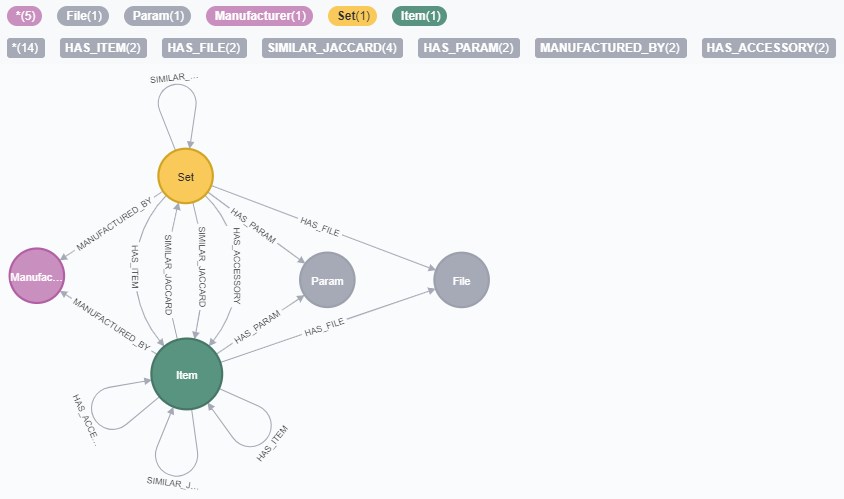 *(5) File(1) Param(1) Manufacturer(1) Set(1) Item(1)
*(14) HAS_ITEM(2) HAS_FILE(2) SIMILAR_JACCARD(4) HAS_PARAM(2) MANUFACTURED_BY(2) HAS_ACCESSORY(2)
SIMILAR_...
Set
MANUFACTURED_BY
HAS_ITEM
SIMILAR_JACCARD
SIMILAR_JACCARD
HAS_ACCESSORY
HAS_PARAM
HAS_FILE
Manufac...
Param
File
MANUFACTURED_BY
HAS_PARAM
HAS_FILE
Item
HAS_ACCE...
SIMILAR_J...
HAS_ITEM